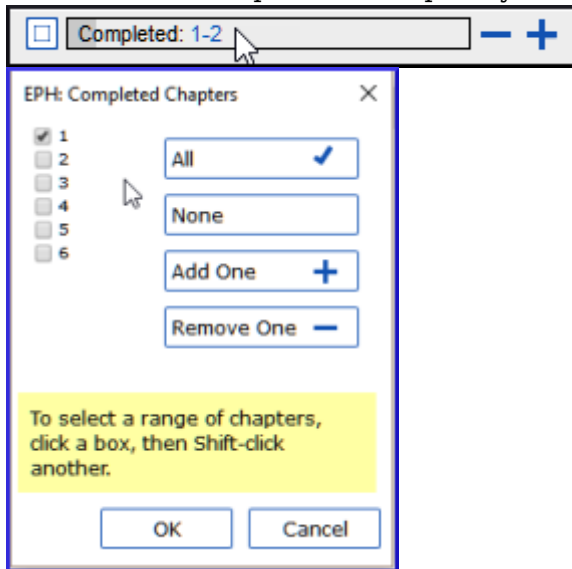 Completed: 1-2
EPH: Completed Chapters
1
2
3
4
5
6
All
None
Add One
Remove One
To select a range of chapters,
click a box, then Shift-click
another.
OK
Cancel